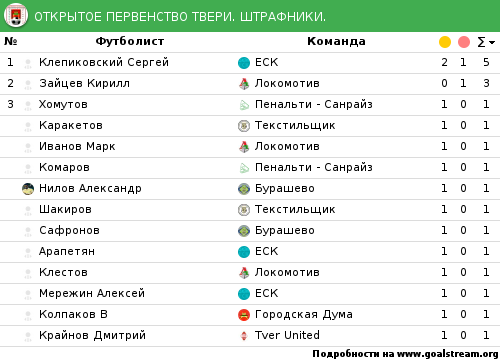 ОТКРЫТОЕ ПЕРВЕНСТВО ТВЕРИ. ШТРАФНИКИ.
№ Футболист Команда Σ
1 Клепиковский Сергей ЕСК 2 1 5
2 Зайцев Кирилл Локомотив 0 1 3
3 Хомутов Пенальти - Санрайз 1 0 1
Каракетов Текстильщик 1 0 1
Иванов Марк Локомотив 1 0 1
Комаров Пенальти - Санрайз 1 0 1
Нилов Александр Бурашево 1 0 1
Шакиров Текстильщик 1 0 1
Сафронов Бурашево 1 0 1
Арапетян ЕСК 1 0 1
Клестов Локомотив 1 0 1
Мережин Алексей ЕСК 1 0 1
Колпаков В Городская Дума 1 0 1
Крайнов Дмитрий Tver United 1 0 1
Подробности на www.goalstream.org